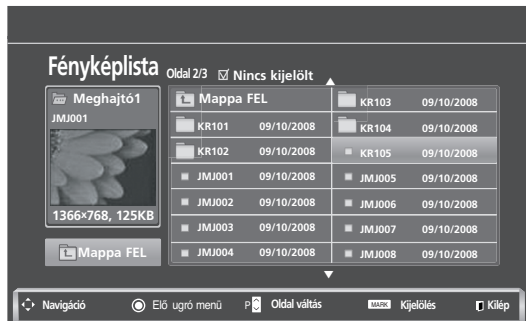 Fényképlista Oldal 2/3 Nincs kijelölt
Meghajtó1
JMJ001
1366×768, 125KB
Mappa FEL
Mappa FEL
KR101 09/10/2008
KR102 09/10/2008
JMJ001 09/10/2008
JMJ002 09/10/2008
JMJ003 09/10/2008
JMJ004 09/10/2008
KR103 09/10/2008
KR104 09/10/2008
KR105 09/10/2008
JMJ005 09/10/2008
JMJ006 09/10/2008
JMJ007 09/10/2008
JMJ008 09/10/2008
Navigáció Elő ugró menü P Oldal váltás MARK Kijelölés Kilép